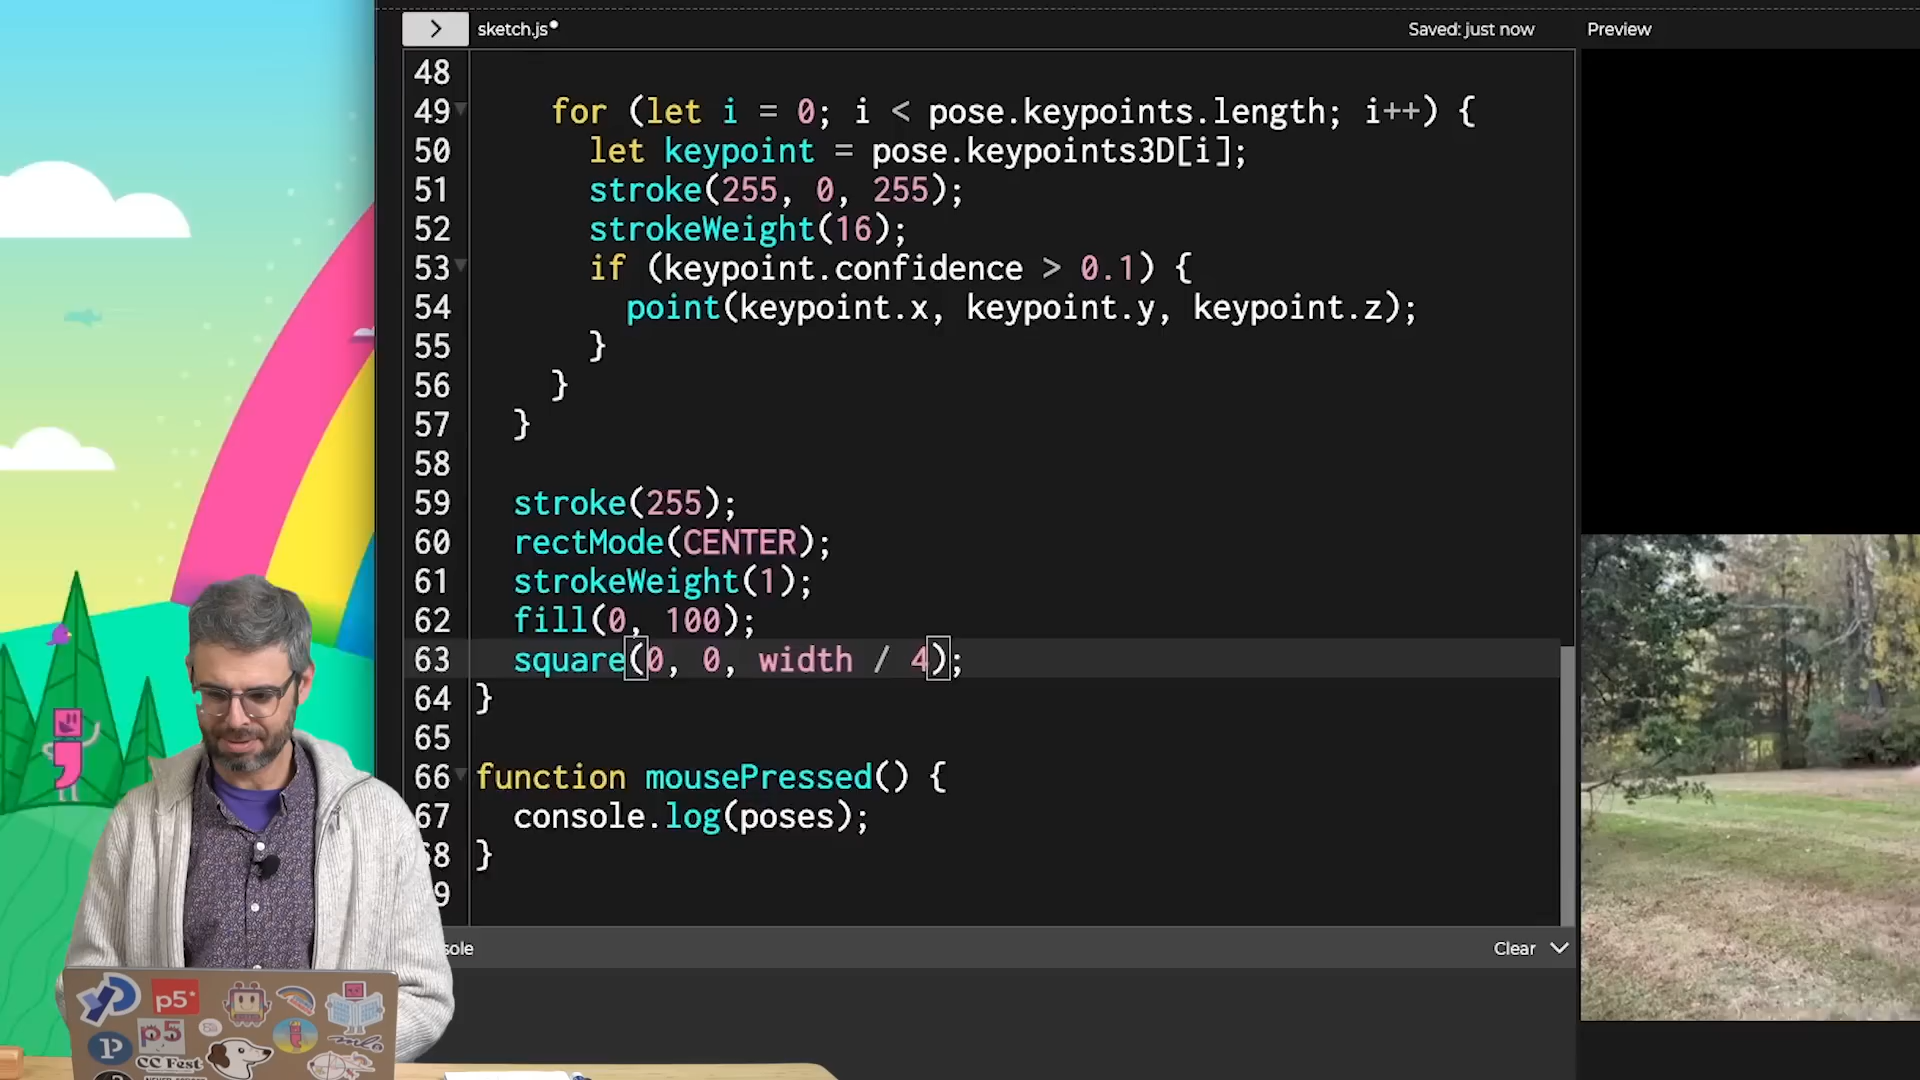 sketch.js•
Saved: just now
Preview
48
49 for (let i = 0; i < pose.keypoints.length; i++) {
50 let keypoint = pose.keypoints3D[i];
51 stroke(255, 0, 255);
52 strokeWeight(16);
53 if (keypoint.confidence > 0.1) {
54 point(keypoint.x, keypoint.y, keypoint.z);
55 }
56 }
57 }
58
59 stroke(255);
60 rectMode(CENTER);
61 strokeWeight(1);
62 fill(0, 100);
63 square(0, 0, width / 4);
64 }
65
66 function mousePressed() {
67 console.log(poses);
68 }
9
sole
Clear
p5*
p5
CC Fest